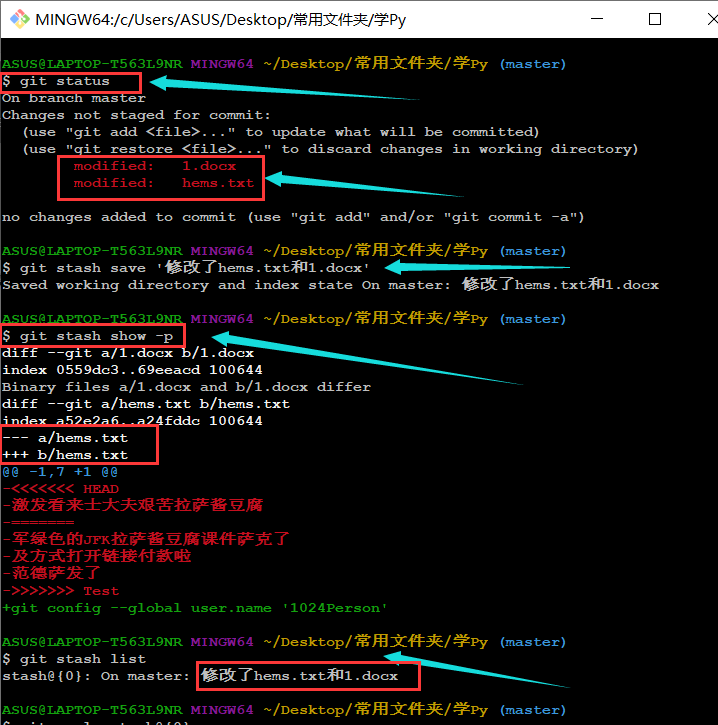 MINGW64:/c/Users/ASUS/Desktop/常用文件夹/学Py
ASUS@LAPTOP-T563L9NR MINGW64 ~/Desktop/常用文件夹/学Py (master)
$ git status
On branch master
Changes not staged for commit:
(use "git add <file>..." to update what will be committed)
(use "git restore <file>..." to discard changes in working directory)
modified: 1.docx
modified: hems.txt
no changes added to commit (use "git add" and/or "git commit -a")
ASUS@LAPTOP-T563L9NR MINGW64 ~/Desktop/常用文件夹/学Py (master)
$ git stash save '修改了hems.txt和1.docx'
Saved working directory and index state On master: 修改了hems.txt和1.docx
ASUS@LAPTOP-T563L9NR MINGW64 ~/Desktop/常用文件夹/学Py (master)
$ git stash show -p
diff --git a/1.docx b/1.docx
index 0559dc3..69eeacd 100644
Binary files a/1.docx and b/1.docx differ
diff --git a/hems.txt b/hems.txt
index a52e2a6..a24fddc 100644
--- a/hems.txt
+++ b/hems.txt
@@ -1,7 +1 @@
-<<<<<<< HEAD
-激发看来士大夫艰苦拉萨酱豆腐
-=======
-军绿色的JFK拉萨酱豆腐课件萨克了
-及方式打开链接付款啦
-范德萨发了
->>>>>>> Test
+git config --global user.name '1024Person'
ASUS@LAPTOP-T563L9NR MINGW64 ~/Desktop/常用文件夹/学Py (master)
$ git stash list
stash@{0}: On master: 修改了hems.txt和1.docx
ASUS@LAPTOP-T563L9NR MINGW64 ~/Desktop/常用文件夹/学Py (master)